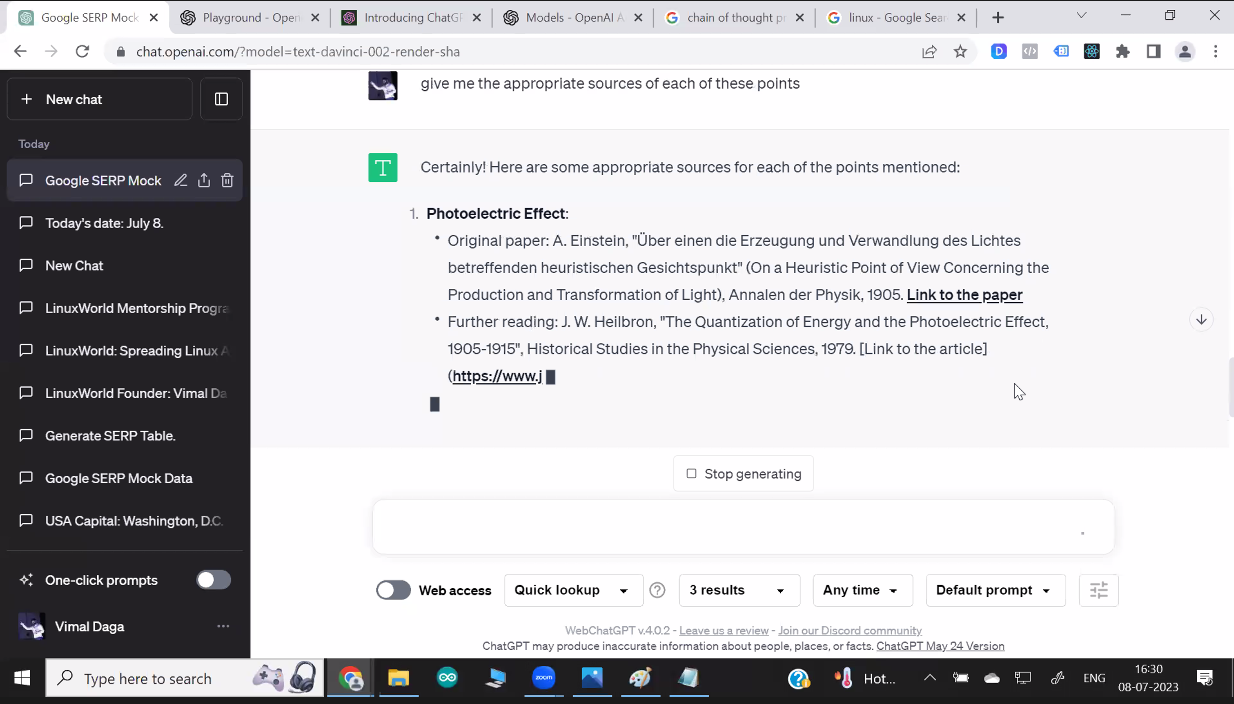 Google SERP Mock
Playground - Open
Introducing ChatG
Models - OpenAI A
chain of thought p
linux - Google Sear
chat.openai.com/?model=text-davinci-002-render-sha
New chat
Today
Google SERP Mock
Today's date: July 8.
New Chat
LinuxWorld Mentorship Progra
LinuxWorld: Spreading Linux A
LinuxWorld Founder: Vimal Da
Generate SERP Table.
Google SERP Mock Data
USA Capital: Washington, D.C.
One-click prompts
Vimal Daga
give me the appropriate sources of each of these points
T
Certainly! Here are some appropriate sources for each of the points mentioned:
1. Photoelectric Effect:
• Original paper: A. Einstein, "Über einen die Erzeugung und Verwandlung des Lichtes
betreffenden heuristischen Gesichtspunkt" (On a Heuristic Point of View Concerning the
Production and Transformation of Light), Annalen der Physik, 1905. Link to the paper
• Further reading: J. W. Heilbron, "The Quantization of Energy and the Photoelectric Effect,
1905-1915", Historical Studies in the Physical Sciences, 1979. [Link to the article]
(https://www.j
Stop generating
Web access
Quick lookup
3 results
Any time
Default prompt
WebChatGPT v.4.0.2 - Leave us a review - Join our Discord community
ChatGPT may produce inaccurate information about people, places, or facts. ChatGPT May 24 Version
Type here to search
zoom
Hot...
ENG
16:30
08-07-2023